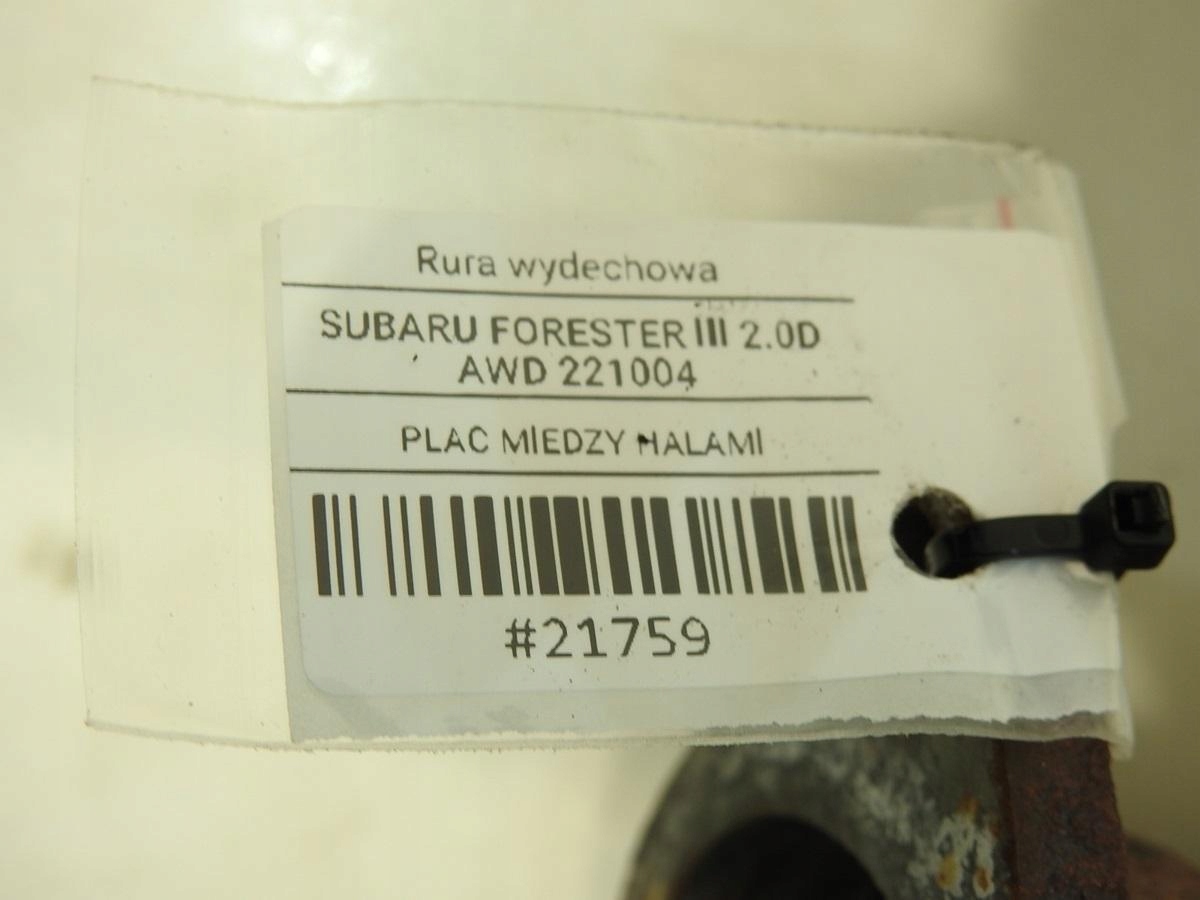 Rura wydechowa
SUBARU FORESTER III 2.0D
AWD 221004
PLAC MIEDZY HALAMI
#21759